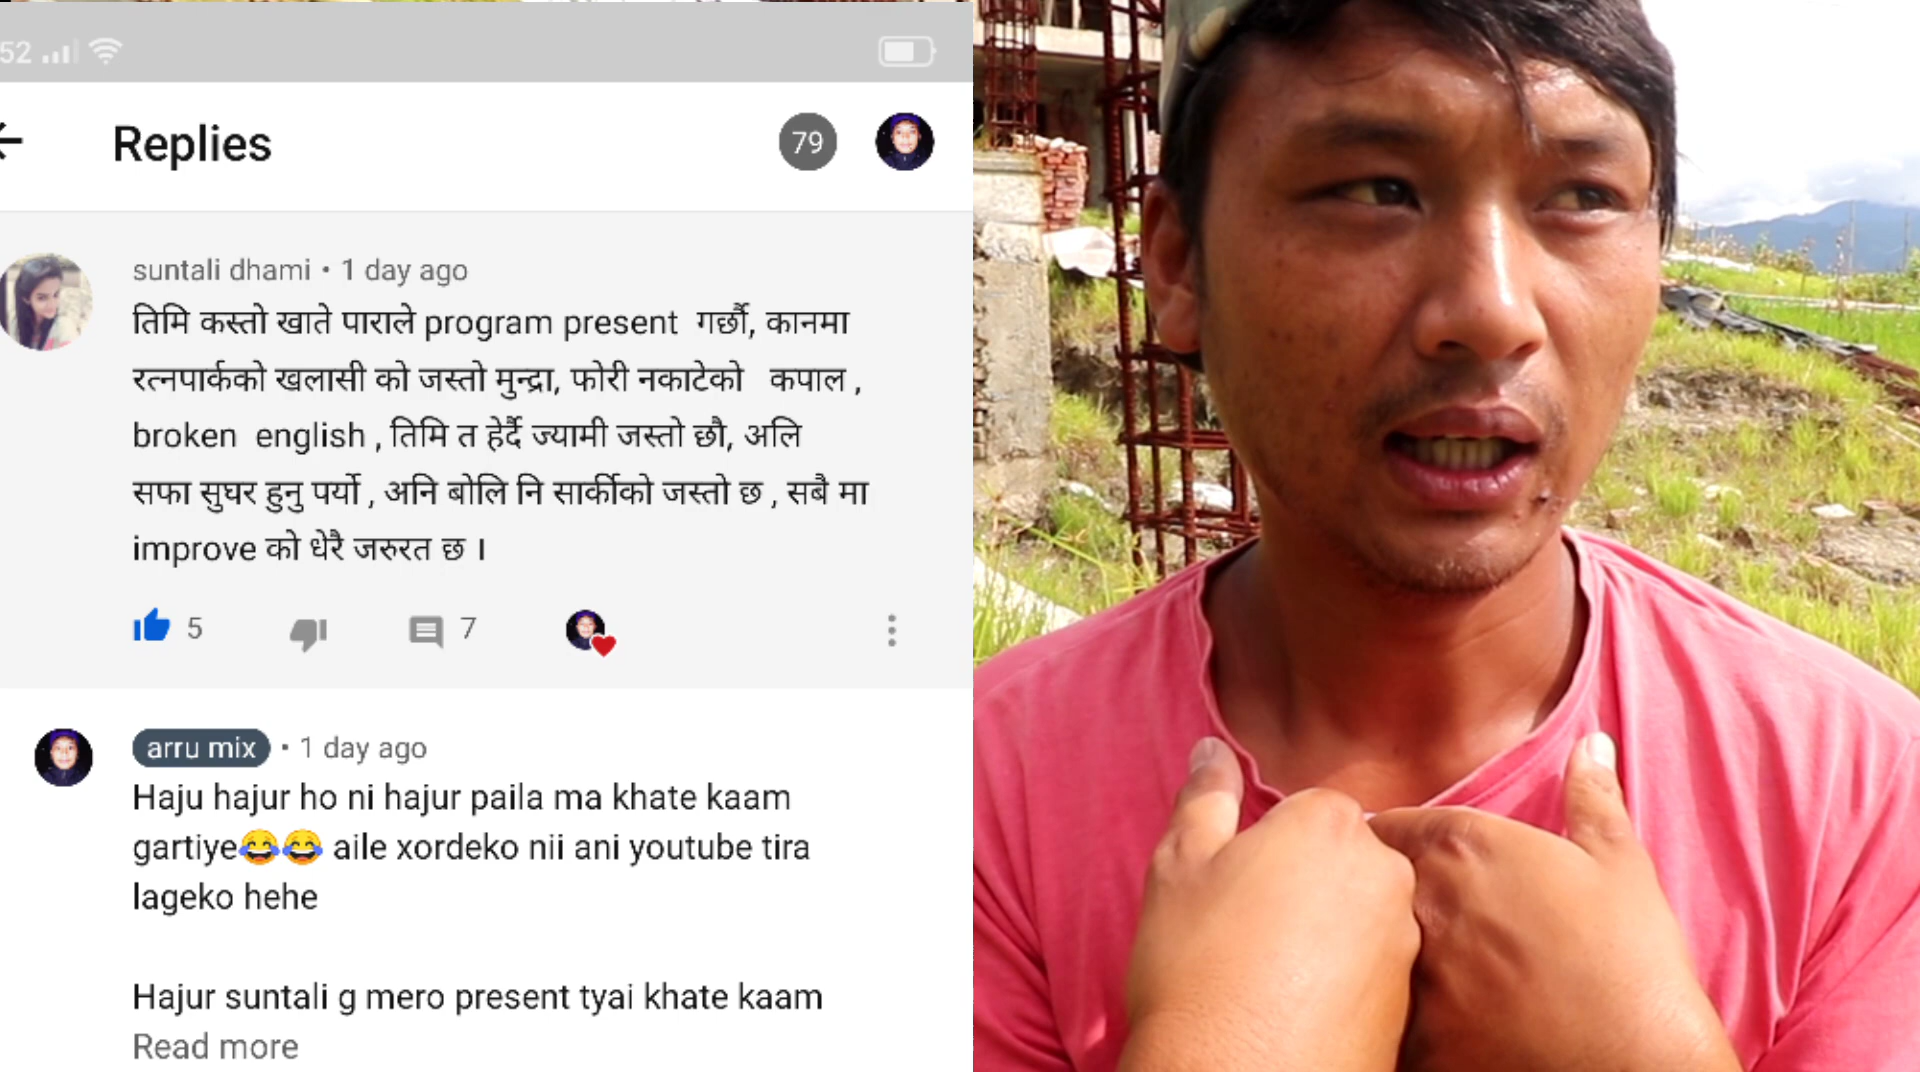 52
Replies
79
suntali dhami • 1 day ago
तिमि कस्तो खाते पाराले program present गर्छौ, कानमा
रत्नपार्कको खलासी को जस्तो मुन्द्रा, फोरी नकाटेको कपाल ,
broken english , तिमि त हेर्दै ज्यामी जस्तो छौ, अलि
सफा सुघर हुनु पर्यो , अनि बोलि नि सार्कीको जस्तो छ , सबै मा
improve को धेरै जरुरत छ ।
5 7
arru mix • 1 day ago
Haju hajur ho ni hajur paila ma khate kaam
gartiye😂😂 aile xordeko nii ani youtube tira
lageko hehe
Hajur suntali g mero present tyai khate kaam
Read more